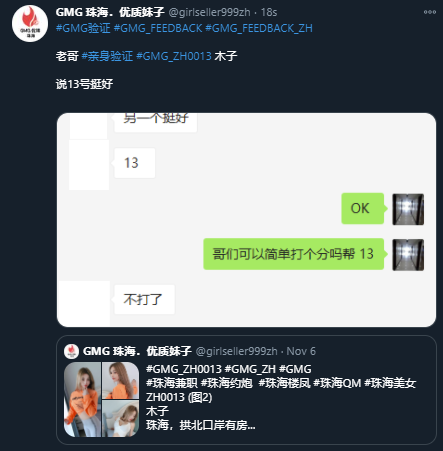 GMG 珠海．优质妹子 @girlseller999zh · 18s
#GMG验证 #GMG_FEEDBACK #GMG_FEEDBACK_ZH
老哥 #亲身验证 #GMG_ZH0013 木子
说13号挺好
另一个挺好
13
OK
哥们可以简单打个分吗帮 13
不打了
GMG 珠海．优质妹子 @girlseller999zh · Nov 6
#GMG_ZH0013 #GMG_ZH #GMG
#珠海兼职 #珠海约炮 #珠海楼凤 #珠海QM #珠海美女
ZH0013 (图2)
木子
珠海，拱北口岸有房...